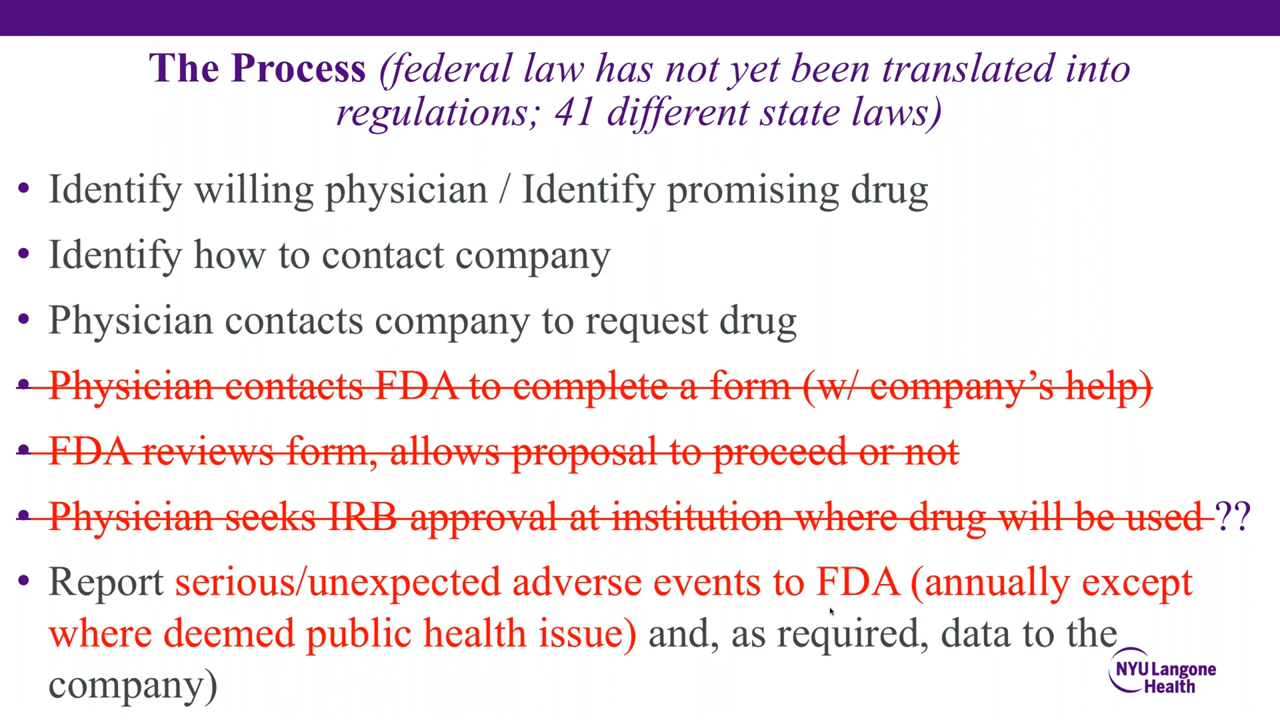 The Process (federal law has not yet been translated into
regulations; 41 different state laws)
• Identify willing physician / Identify promising drug
• Identify how to contact company
• Physician contacts company to request drug
• Physician contacts FDA to complete a form (w/ company’s help)
• FDA reviews form, allows proposal to proceed or not
• Physician seeks IRB approval at institution where drug will be used ??
• Report serious/unexpected adverse events to FDA (annually except
where deemed public health issue) and, as required, data to the
company)
NYU Langone
Health